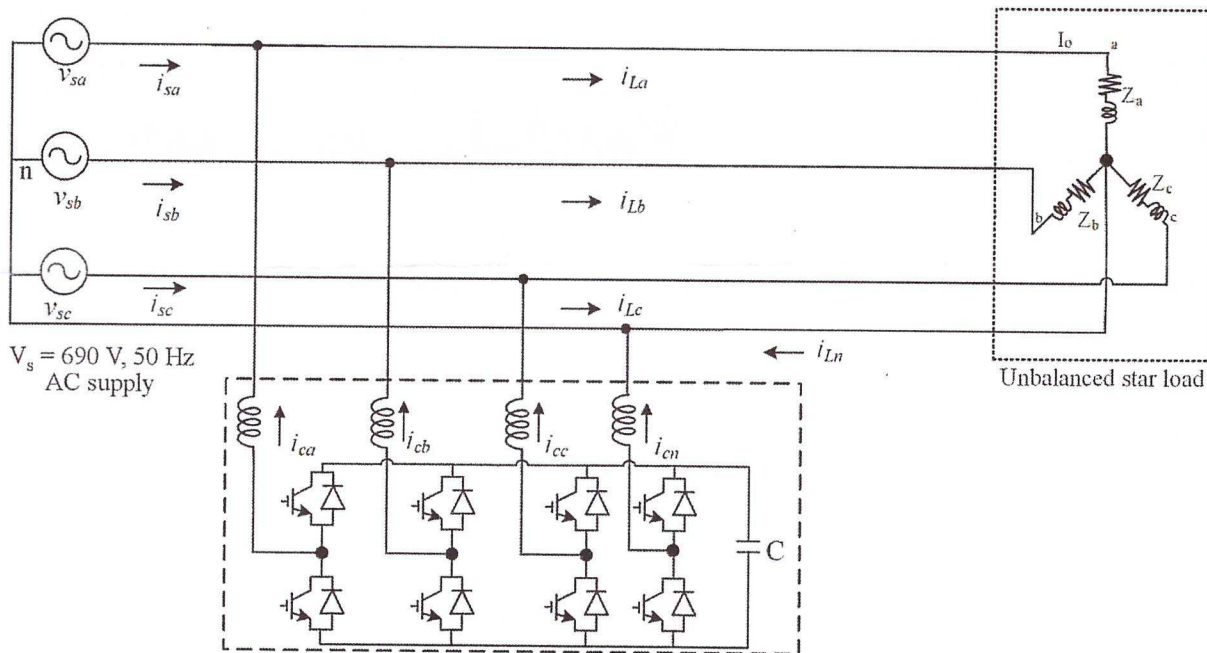 I₀ a
v_sa i_sa i_La
Z_a
n
v_sb i_sb i_Lb
b Z_b Z_c c
v_sc i_sc i_Lc
V_s = 690 V, 50 Hz
AC supply
i_Ln
Unbalanced star load
i_ca i_cb i_cc i_cn
C